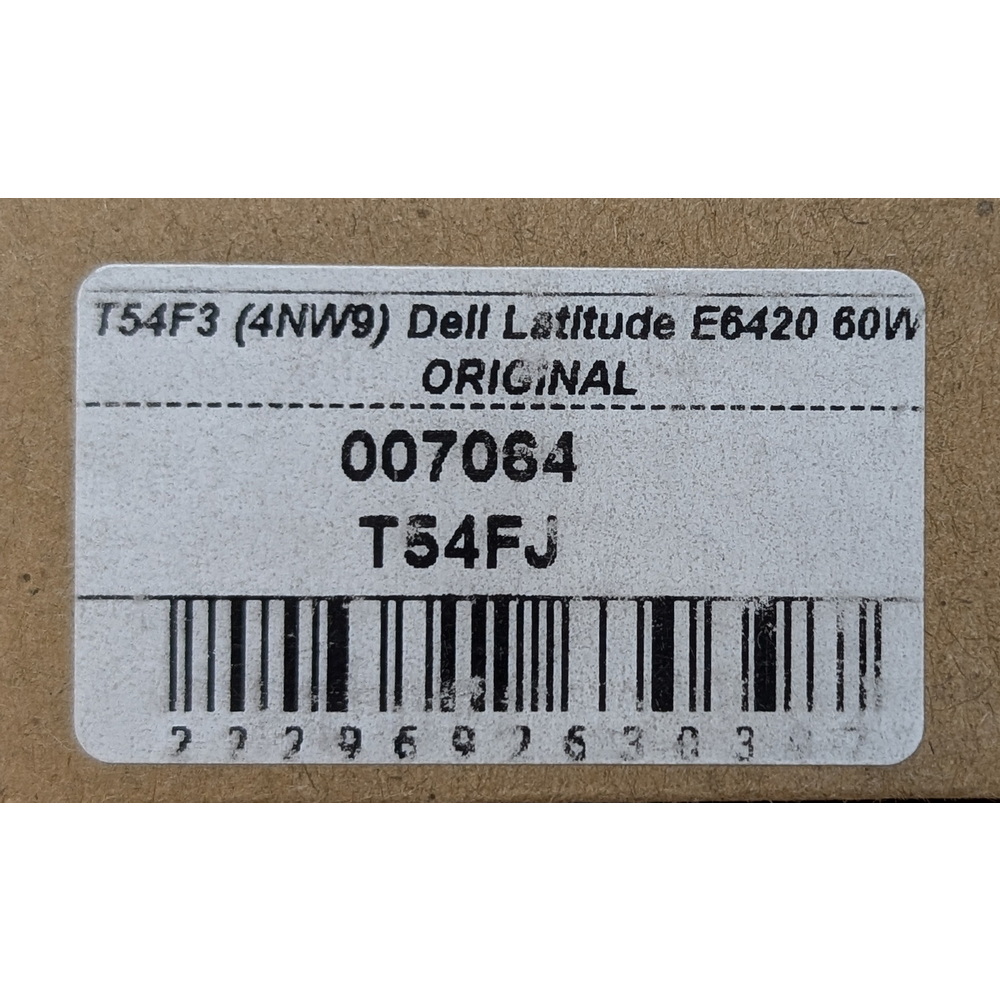 T54F3 (4NW9) Dell Latitude E6420 60W
ORIGINAL
007064
T54FJ